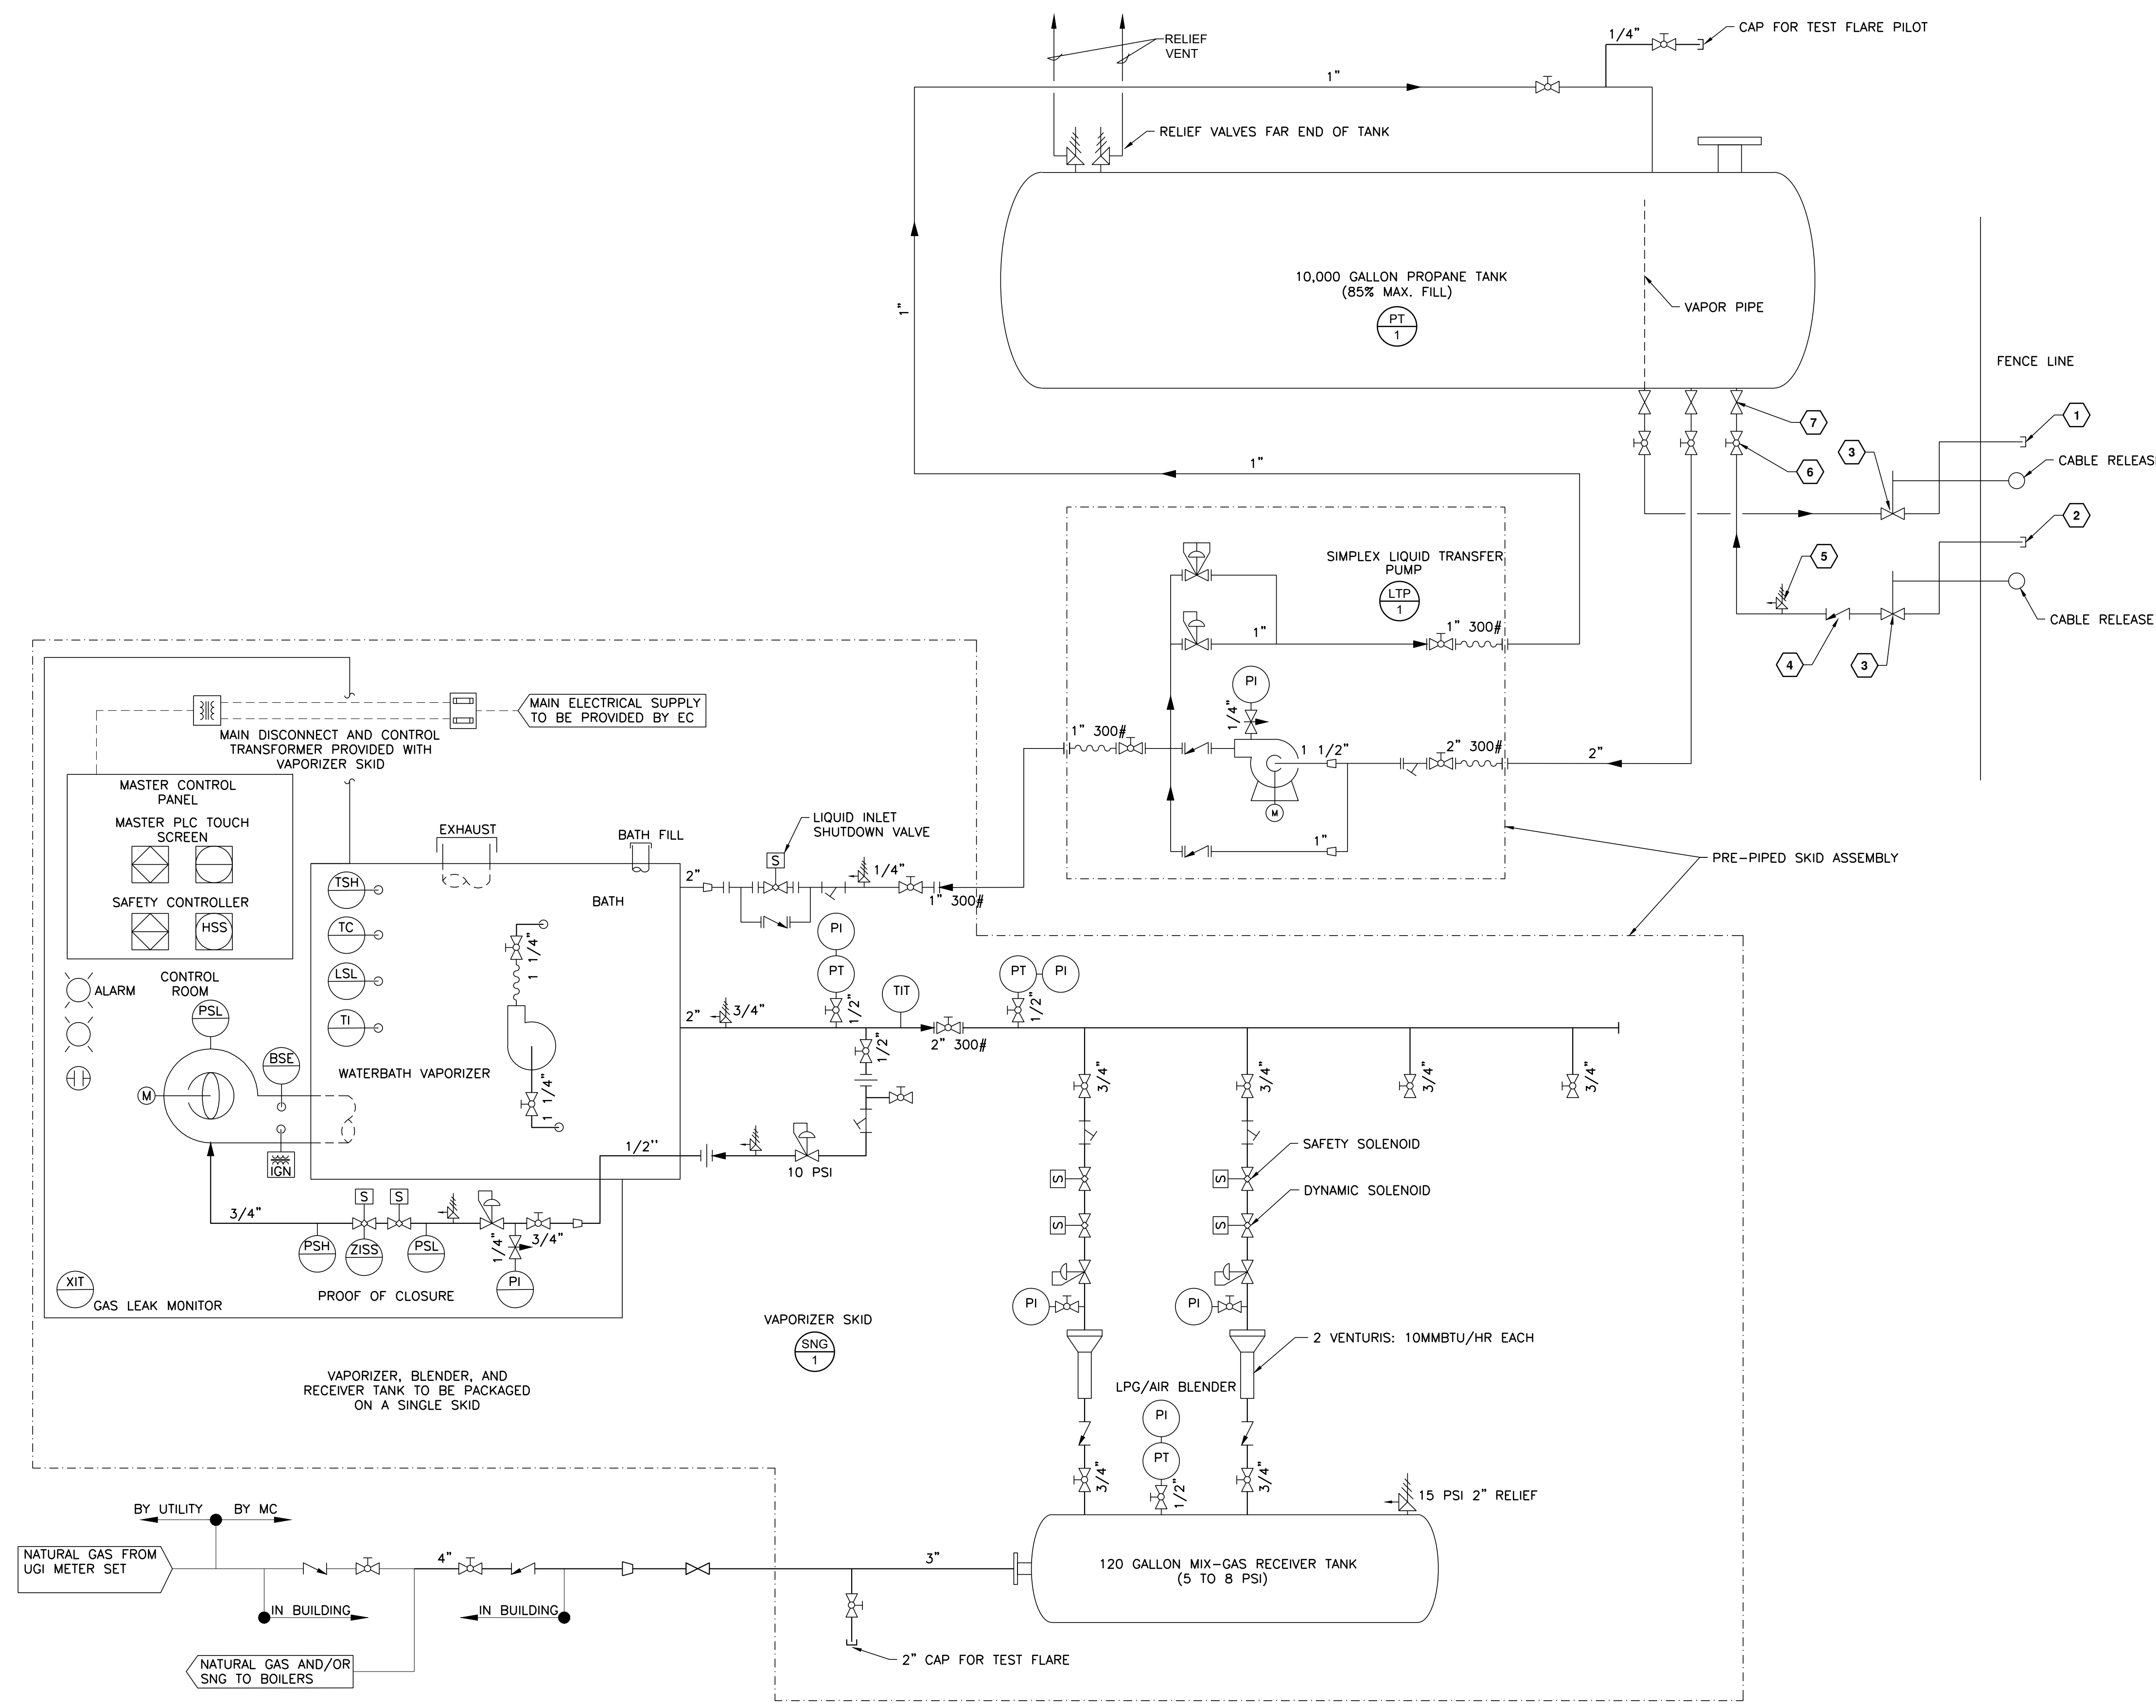 RELIEF
VENT
1/4"
CAP FOR TEST FLARE PILOT
1"
RELIEF VALVES FAR END OF TANK
10,000 GALLON PROPANE TANK
(85% MAX. FILL)
PT
1
VAPOR PIPE
1"
FENCE LINE
7
6
3
1
CABLE RELEAS
2
5
4
3
CABLE RELEASE
1"
SIMPLEX LIQUID TRANSFER
PUMP
LTP
1
1"
1" 300#
PI
1/4"
1" 300#
1 1/2"
2" 300#
2"
M
1"
PRE-PIPED SKID ASSEMBLY
MAIN ELECTRICAL SUPPLY
TO BE PROVIDED BY EC
MAIN DISCONNECT AND CONTROL
TRANSFORMER PROVIDED WITH
VAPORIZER SKID
MASTER CONTROL
PANEL
MASTER PLC TOUCH
SCREEN
SAFETY CONTROLLER
HSS
EXHAUST
BATH FILL
LIQUID INLET
SHUTDOWN VALVE
S
2"
1/4"
1" 300#
TSH
TC
LSL
TI
BATH
1 1/4"
1 1/4"
WATERBATH VAPORIZER
ALARM
CONTROL
ROOM
PSL
BSE
M
IGN
PI
PT
1/2"
TIT
PT
PI
1/2"
2"
3/4"
2" 300#
1/2"
3/4"
3/4"
3/4"
3/4"
1/2''
10 PSI
SAFETY SOLENOID
S
S
DYNAMIC SOLENOID
S
S
3/4"
S
S
PSH
ZISS
PSL
1/4"
3/4"
PI
PROOF OF CLOSURE
XIT
GAS LEAK MONITOR
PI
PI
VAPORIZER SKID
SNG
1
2 VENTURIS: 10MMBTU/HR EACH
VAPORIZER, BLENDER, AND
RECEIVER TANK TO BE PACKAGED
ON A SINGLE SKID
LPG/AIR BLENDER
PI
PT
1/2"
3/4"
3/4"
15 PSI 2" RELIEF
BY UTILITY
BY MC
NATURAL GAS FROM
UGI METER SET
4"
3"
120 GALLON MIX-GAS RECEIVER TANK
(5 TO 8 PSI)
IN BUILDING
IN BUILDING
2" CAP FOR TEST FLARE
NATURAL GAS AND/OR
SNG TO BOILERS